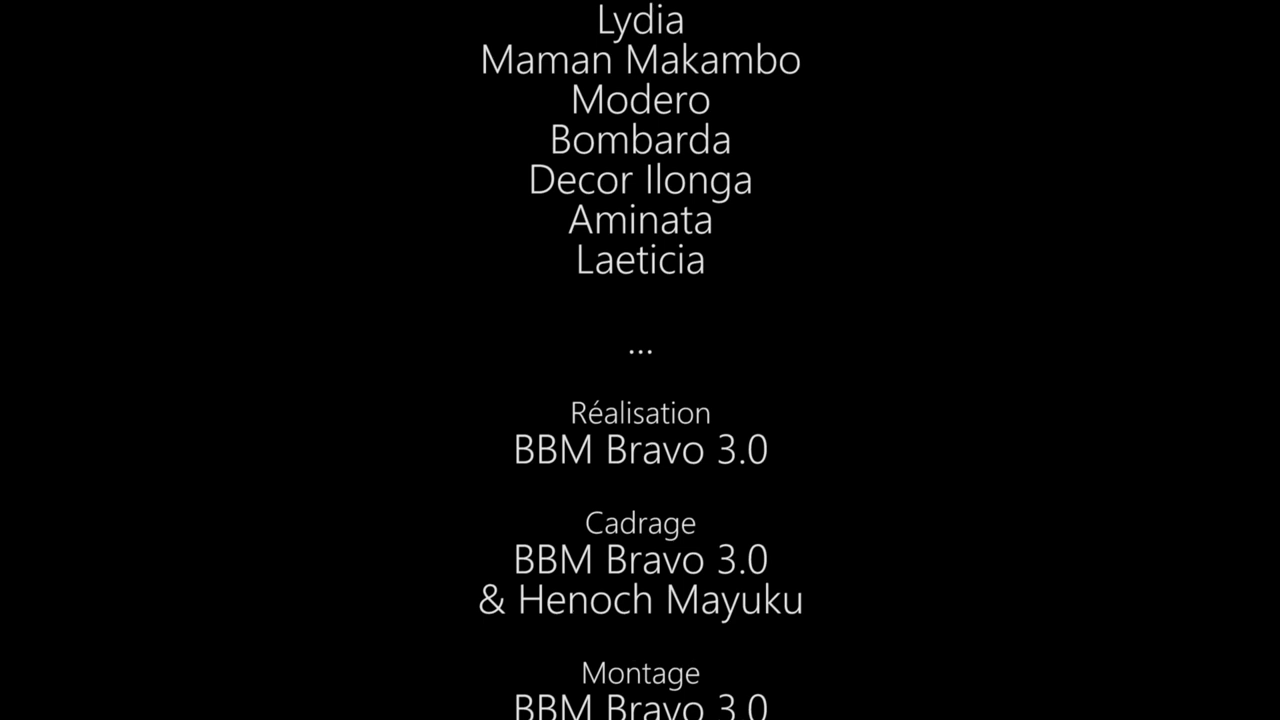 Lydia
Maman Makambo
Modero
Bombarda
Decor Ilonga
Aminata
Laeticia
...
Réalisation
BBM Bravo 3.0
Cadrage
BBM Bravo 3.0
& Henoch Mayuku
Montage
BBM Bravo 3.0